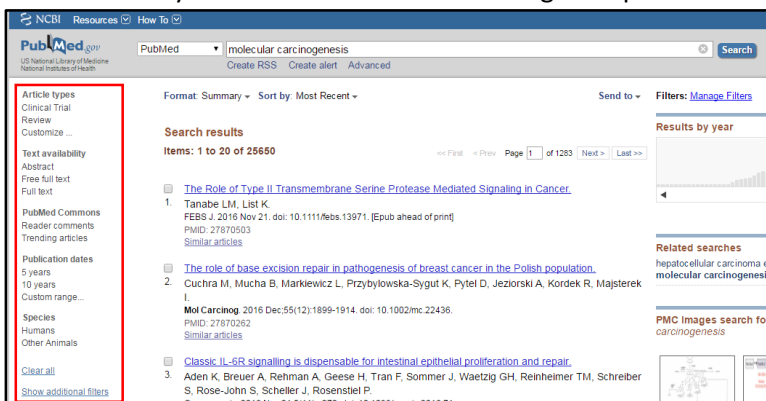 NCBI Resources How To
PubMed.gov
US National Library of Medicine
National Institutes of Health
PubMed molecular carcinogenesis Search
Create RSS Create alert Advanced
Article types
Clinical Trial
Review
Customize ...
Text availability
Abstract
Free full text
Full text
PubMed Commons
Reader comments
Trending articles
Publication dates
5 years
10 years
Custom range...
Species
Humans
Other Animals
Clear all
Show additional filters
Format: Summary Sort by: Most Recent Send to
Search results
Items: 1 to 20 of 25650 << First < Prev Page 1 of 1283 Next > Last >>
The Role of Type II Transmembrane Serine Protease Mediated Signaling in Cancer.
1. Tanabe LM, List K.
FEBS J. 2016 Nov 21. doi: 10.1111/febs.13971. [Epub ahead of print]
PMID: 27870503
Similar articles
The role of base excision repair in pathogenesis of breast cancer in the Polish population.
2. Cuchra M, Mucha B, Markiewicz L, Przybylowska-Sygut K, Pytel D, Jeziorski A, Kordek R, Majsterek
I.
Mol Carcinog. 2016 Dec;55(12):1899-1914. doi: 10.1002/mc.22436.
PMID: 27870262
Similar articles
Classic IL-6R signalling is dispensable for intestinal epithelial proliferation and repair.
3. Aden K, Breuer A, Rehman A, Geese H, Tran F, Sommer J, Waetzig GH, Reinheimer TM, Schreiber
S, Rose-John S, Scheller J, Rosenstiel P.
Filters: Manage Filters
Results by year
Related searches
hepatocellular carcinoma
molecular carcinogenesi
PMC Images search fo
carcinogenesis